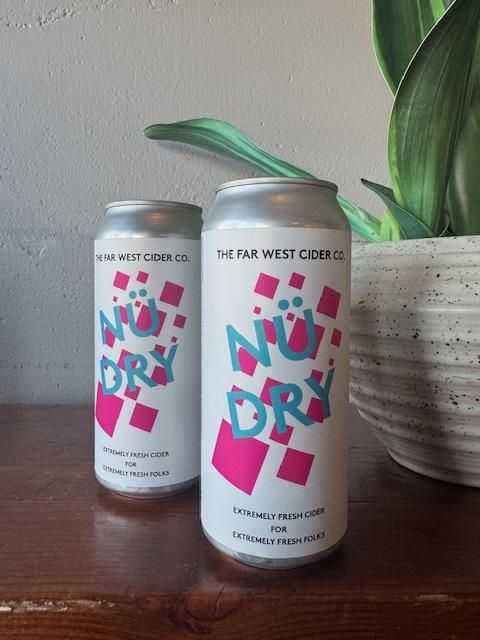 THE FAR WEST CIDER CO.
NÜ
DRY
EXTREMELY FRESH CIDER
FOR
EXTREMELY FRESH FOLKS
THE FAR WEST CIDER CO.
NÜ
DRY
EXTREMELY FRESH CIDER
FOR
EXTREMELY FRESH FOLKS